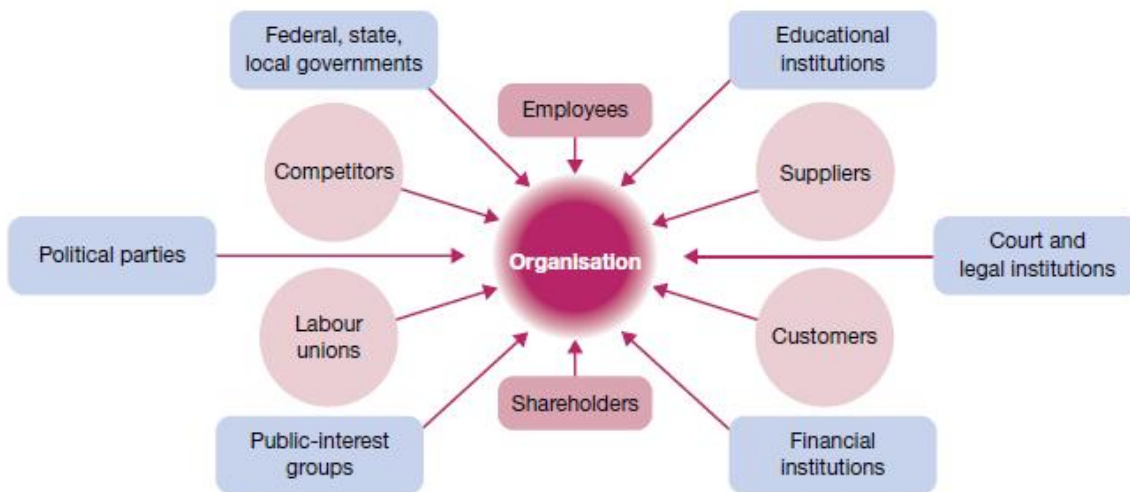 Federal, state,
local governments
Educational
institutions
Employees
Competitors
Suppliers
Political parties
Organisation
Court and
legal institutions
Labour
unions
Customers
Shareholders
Public-interest
groups
Financial
institutions